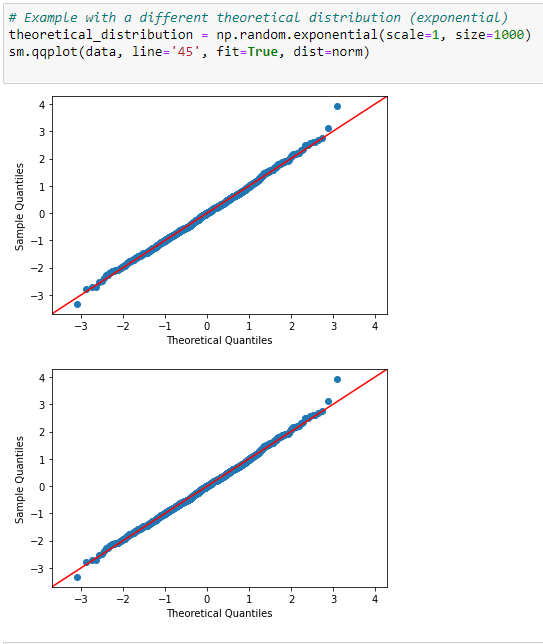 # Example with a different theoretical distribution (exponential)
theoretical_distribution = np.random.exponential(scale=1, size=1000)
sm.qqplot(data, line='45', fit=True, dist=norm)
4
3
2
1
0
−1
−2
−3
Sample Quantiles
−3 −2 −1 0 1 2 3 4
Theoretical Quantiles
4
3
2
1
0
−1
−2
−3
Sample Quantiles
−3 −2 −1 0 1 2 3 4
Theoretical Quantiles